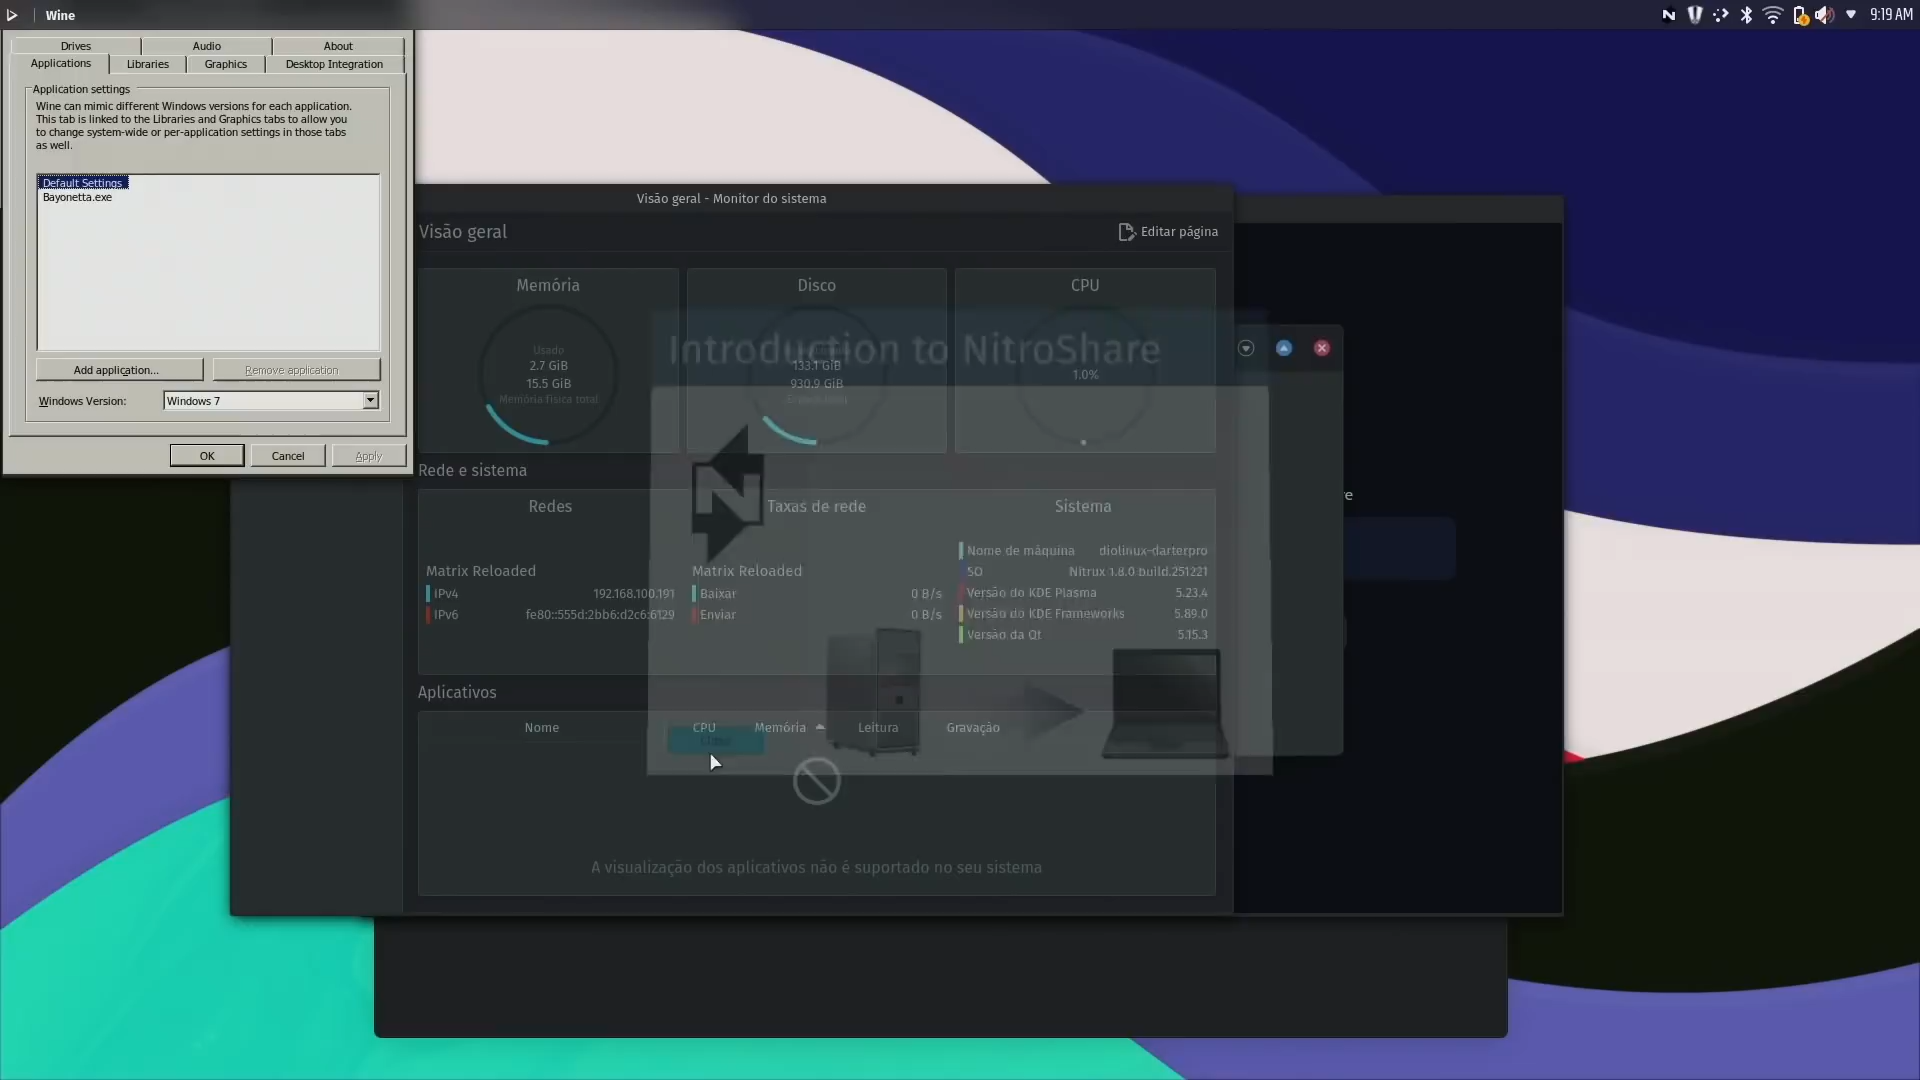 Wine
9:19 AM
Drives
Audio
About
Applications
Libraries
Graphics
Desktop Integration
Application settings
Wine can mimic different Windows versions for each application.
This tab is linked to the Libraries and Graphics tabs to allow you
to change system-wide or per-application settings in those tabs
as well.
Default Settings
Bayonetta.exe
Add application...
Remove application
Windows Version:
Windows 7
OK
Cancel
Apply
Visão geral - Monitor do sistema
Visão geral
Editar página
Memória
Disco
CPU
Introduction to NitroShare
Usado
2.7 GiB
15.5 GiB
Memória física total
133.1 GiB
930.9 GiB
1.0%
Rede e sistema
Redes
Taxas de rede
Sistema
Matrix Reloaded
IPv4
192.168.100.191
IPv6
fe80::555d:2bb6:d2c6:6129
Matrix Reloaded
Baixar
0 B/s
Enviar
0 B/s
Nome de máquina
diolinux-darterpro
SO
Nitrux 1.8.0 build.251221
Versão do KDE Plasma
5.23.4
Versão do KDE Frameworks
5.89.0
Versão da Qt
5.15.3
re
Aplicativos
Nome
CPU
Memória
Leitura
Gravação
Close
A visualização dos aplicativos não é suportado no seu sistema